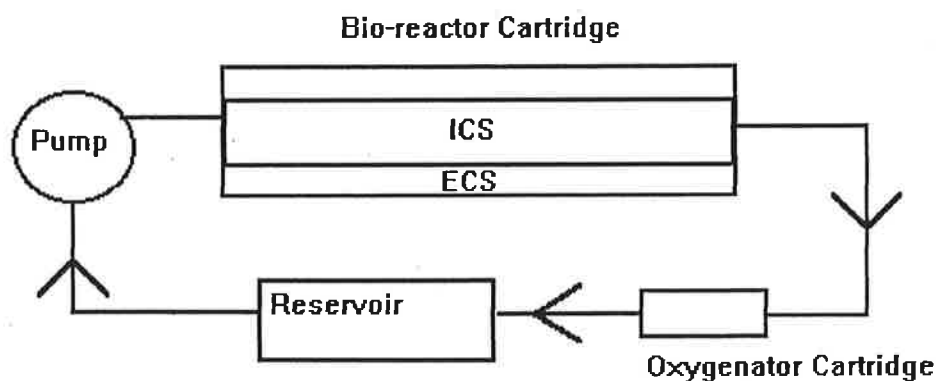 Bio-reactor Cartridge
Pump
ICS
ECS
Reservoir
Oxygenator Cartridge